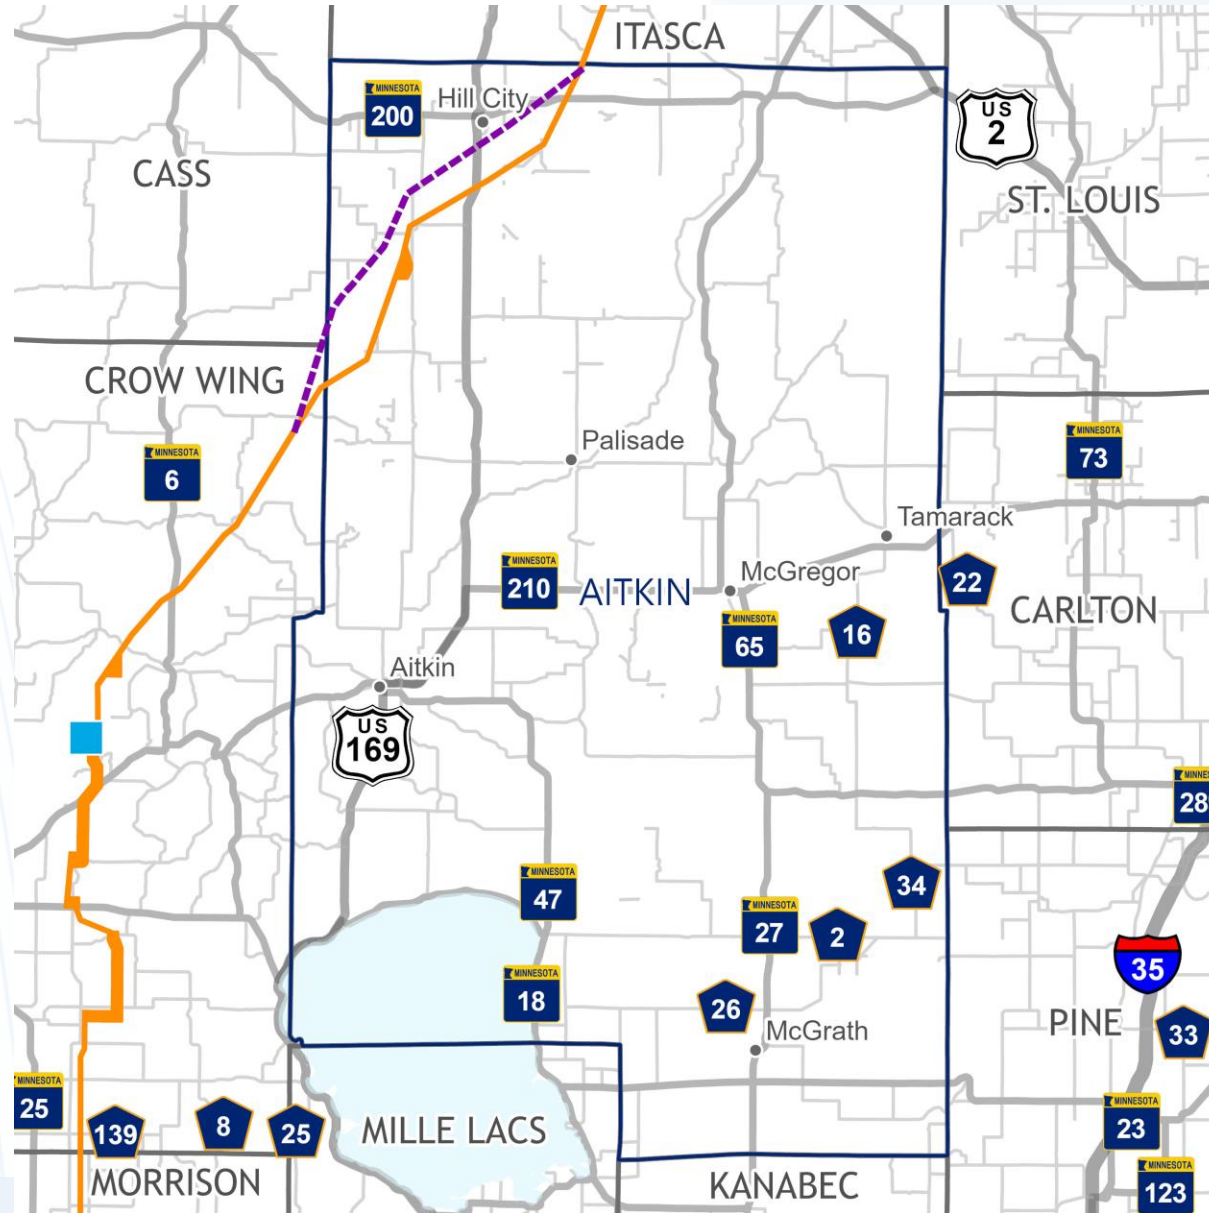 ITASCA
MINNESOTA
200
Hill City
US
2
CASS
ST. LOUIS
CROW WING
MINNESOTA
6
Palisade
MINNESOTA
73
Tamarack
MINNESOTA
210
AITKIN
McGregor
22
MINNESOTA
65
16
CARLTON
Aitkin
US
169
MINNES
28
MINNESOTA
47
34
MINNESOTA
27
2
35
MINNESOTA
18
26
McGrath
PINE
33
MINNESOTA
25
139
8
25
MILLE LACS
MINNESOTA
23
MORRISON
KANABEC
MINNESOTA
123